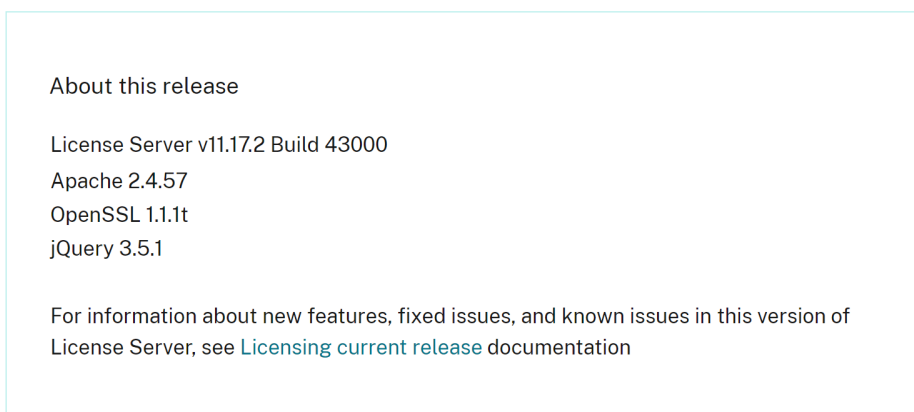 About this release
License Server v11.17.2 Build 43000
Apache 2.4.57
OpenSSL 1.1.1t
jQuery 3.5.1
For information about new features, fixed issues, and known issues in this version of
License Server, see Licensing current release documentation